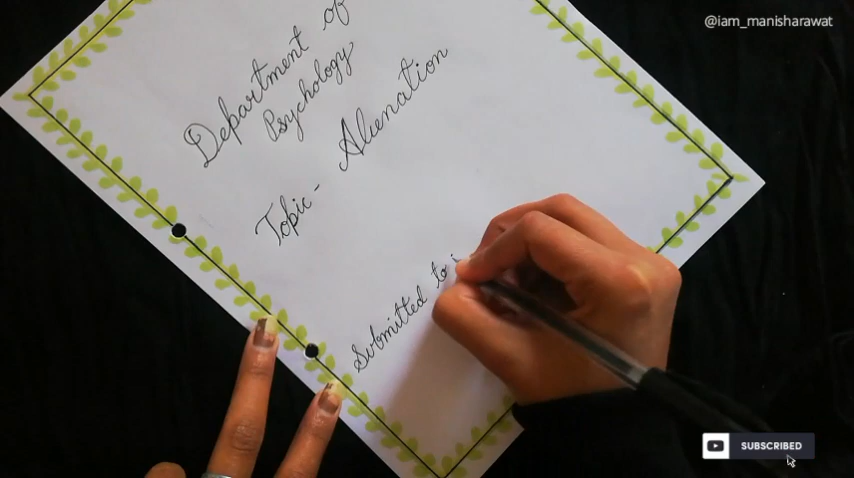 @iam_manisharawat
Department of
Psychology
Topic - Alienation
Submitted to
SUBSCRIBED